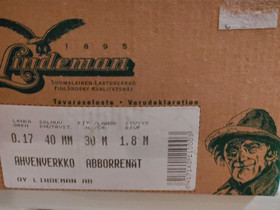 1895
Lindeman
SUOMALAINEN LAATUVERKKO
FINLÄNDSKT KVALITETSNÄT
Tavaraseloste • Varudeklaration
0.17 40 MM 30 M 1.8 M
AHVENVERKKO ABBORRENÄT
OY LINDEMAN AB